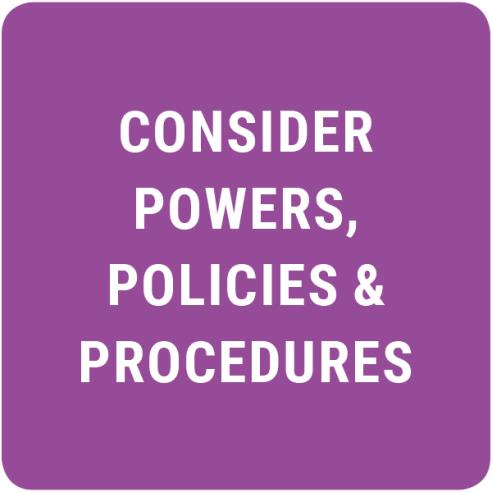 CONSIDER
POWERS,
POLICIES &
PROCEDURES